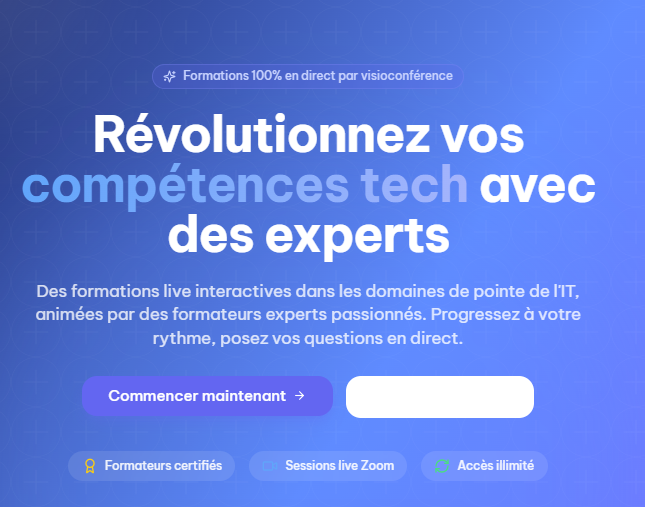 Formations 100% en direct par visioconférence
Révolutionnez vos
compétences tech avec
des experts
Des formations live interactives dans les domaines de pointe de l'IT,
animées par des formateurs experts passionnés. Progressez à votre
rythme, posez vos questions en direct.
Commencer maintenant →
Formateurs certifiés
Sessions live Zoom
Accès illimité